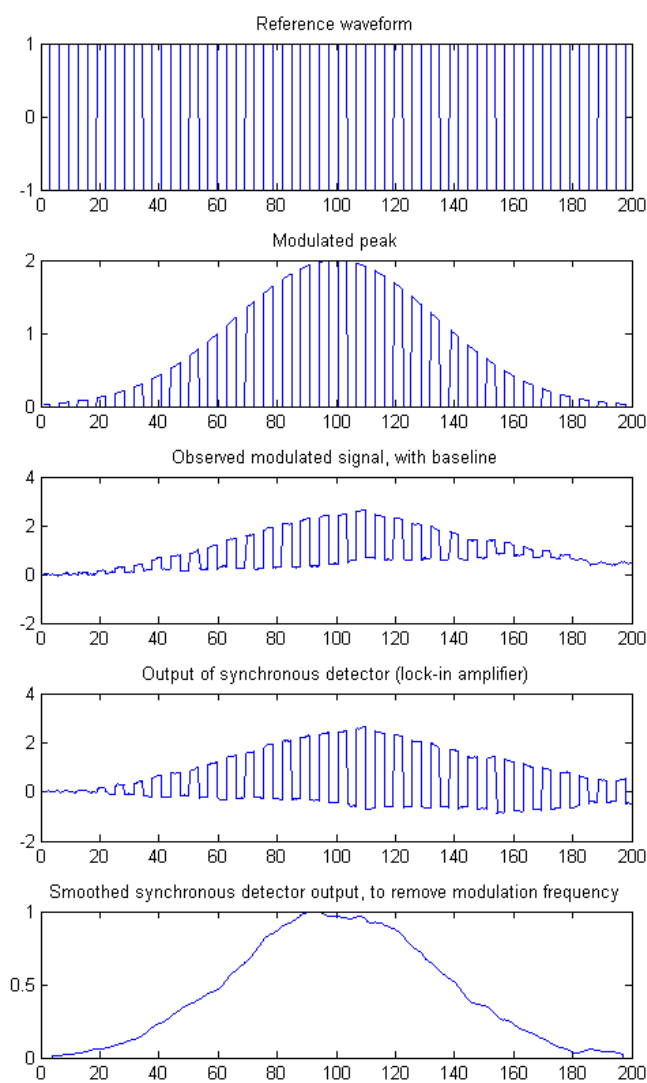 Reference waveform
1
0
-1
0 20 40 60 80 100 120 140 160 180 200
Modulated peak
2
1
0
0 20 40 60 80 100 120 140 160 180 200
Observed modulated signal, with baseline
4
2
0
-2
0 20 40 60 80 100 120 140 160 180 200
Output of synchronous detector (lock-in amplifier)
4
2
0
-2
0 20 40 60 80 100 120 140 160 180 200
Smoothed synchronous detector output, to remove modulation frequency
1
0.5
0
0 20 40 60 80 100 120 140 160 180 200